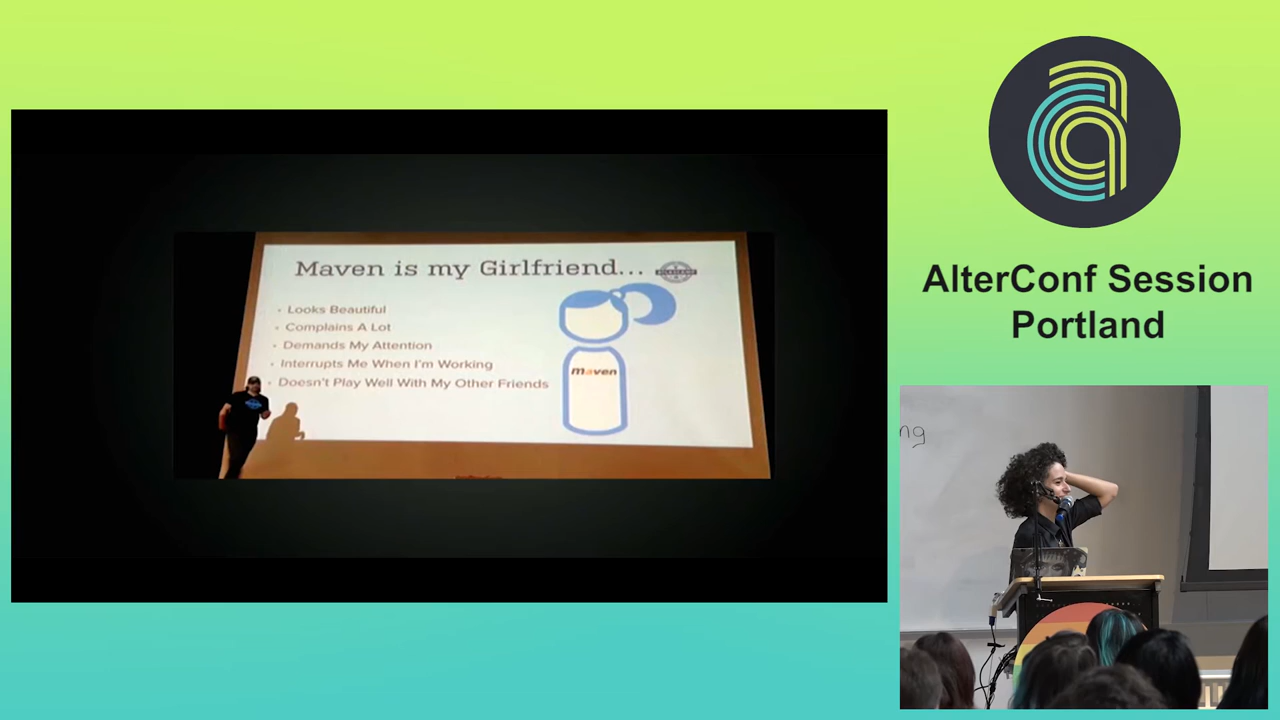 Maven is my Girlfriend...
• Looks Beautiful
• Complains A Lot
• Demands My Attention
• Interrupts Me When I'm Working
• Doesn't Play Well With My Other Friends
maven
AlterConf Session
Portland
ng